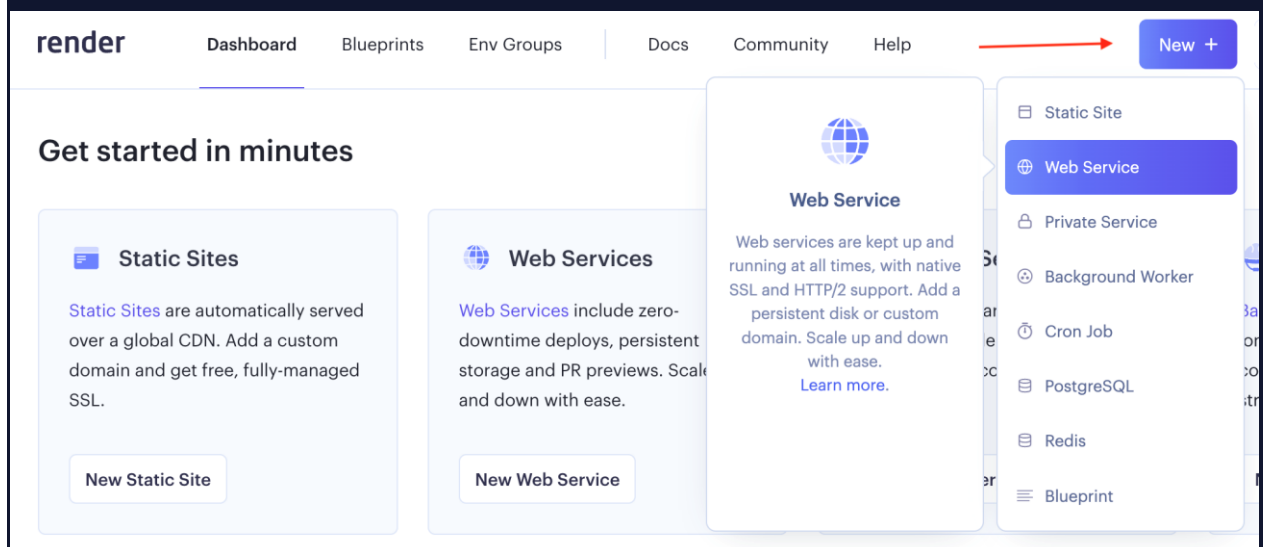 render
Dashboard
Blueprints
Env Groups
Docs
Community
Help
New +
Get started in minutes
Static Sites
Static Sites are automatically served
over a global CDN. Add a custom
domain and get free, fully-managed
SSL.
New Static Site
Web Services
Web Services include zero-
downtime deploys, persistent
storage and PR previews. Scale
and down with ease.
New Web Service
Web Service
Web services are kept up and
running at all times, with native
SSL and HTTP/2 support. Add a
persistent disk or custom
domain. Scale up and down
with ease.
Learn more.
Static Site
Web Service
Private Service
Background Worker
Cron Job
PostgreSQL
Redis
Blueprint